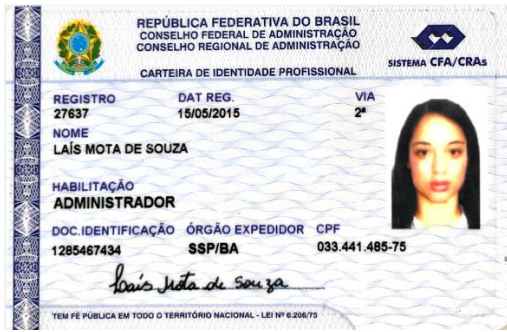 REPÚBLICA FEDERATIVA DO BRASIL
CONSELHO FEDERAL DE ADMINISTRAÇÃO
CONSELHO REGIONAL DE ADMINISTRAÇÃO
SISTEMA CFA/CRAs
CARTEIRA DE IDENTIDADE PROFISSIONAL
REGISTRO DAT REG. VIA
27637 15/05/2015 2ª
NOME
LAÍS MOTA DE SOUZA
HABILITAÇÃO
ADMINISTRADOR
DOC.IDENTIFICAÇÃO ÓRGÃO EXPEDIDOR CPF
1285467434 SSP/BA 033.441.485-75
Laís Mota de Souza
TEM FÉ PÚBLICA EM TODO O TERRITÓRIO NACIONAL - LEI Nº 6.206/75